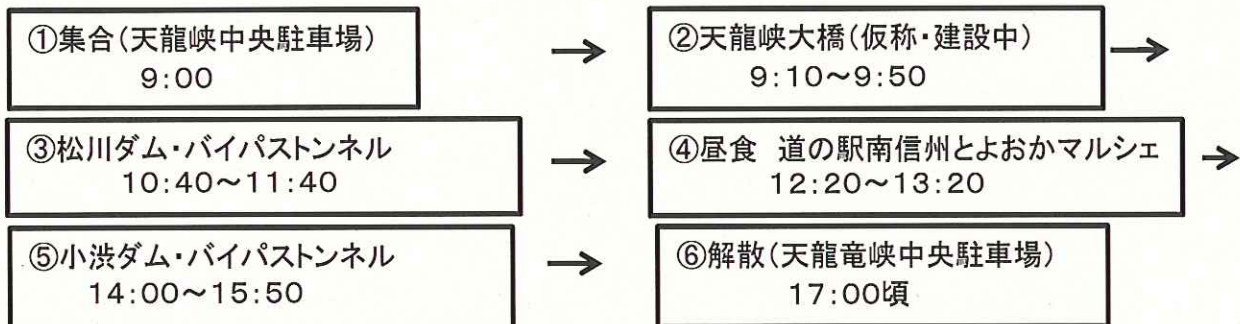 ①集合(天龍峡中央駐車場)
9:00
→
②天龍峡大橋(仮称・建設中)
9:10～9:50
→
③松川ダム・バイパストンネル
10:40～11:40
→
④昼食 道の駅南信州とよおかマルシェ
12:20～13:20
→
⑤小渋ダム・バイパストンネル
14:00～15:50
→
⑥解散(天龍竜峡中央駐車場)
17:00頃